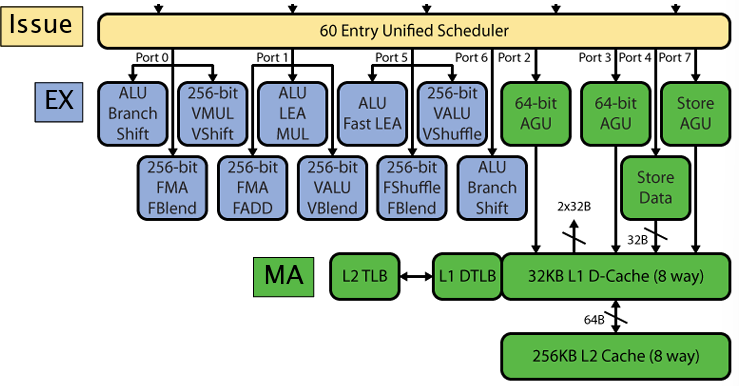 Issue
60 Entry Unified Scheduler
Port 0
Port 1
Port 5
Port 6
Port 2
Port 3
Port 4
Port 7
EX
ALU
Branch
Shift
256-bit
VMUL
VShift
ALU
LEA
MUL
ALU
Fast LEA
256-bit
VALU
VShuffle
64-bit
AGU
64-bit
AGU
Store
AGU
256-bit
FMA
FBlend
256-bit
FMA
FADD
256-bit
VALU
VBlend
256-bit
FShuffle
FBlend
ALU
Branch
Shift
Store
Data
2x32B
32B
MA
L2 TLB
L1 DTLB
32KB L1 D-Cache (8 way)
64B
256KB L2 Cache (8 way)